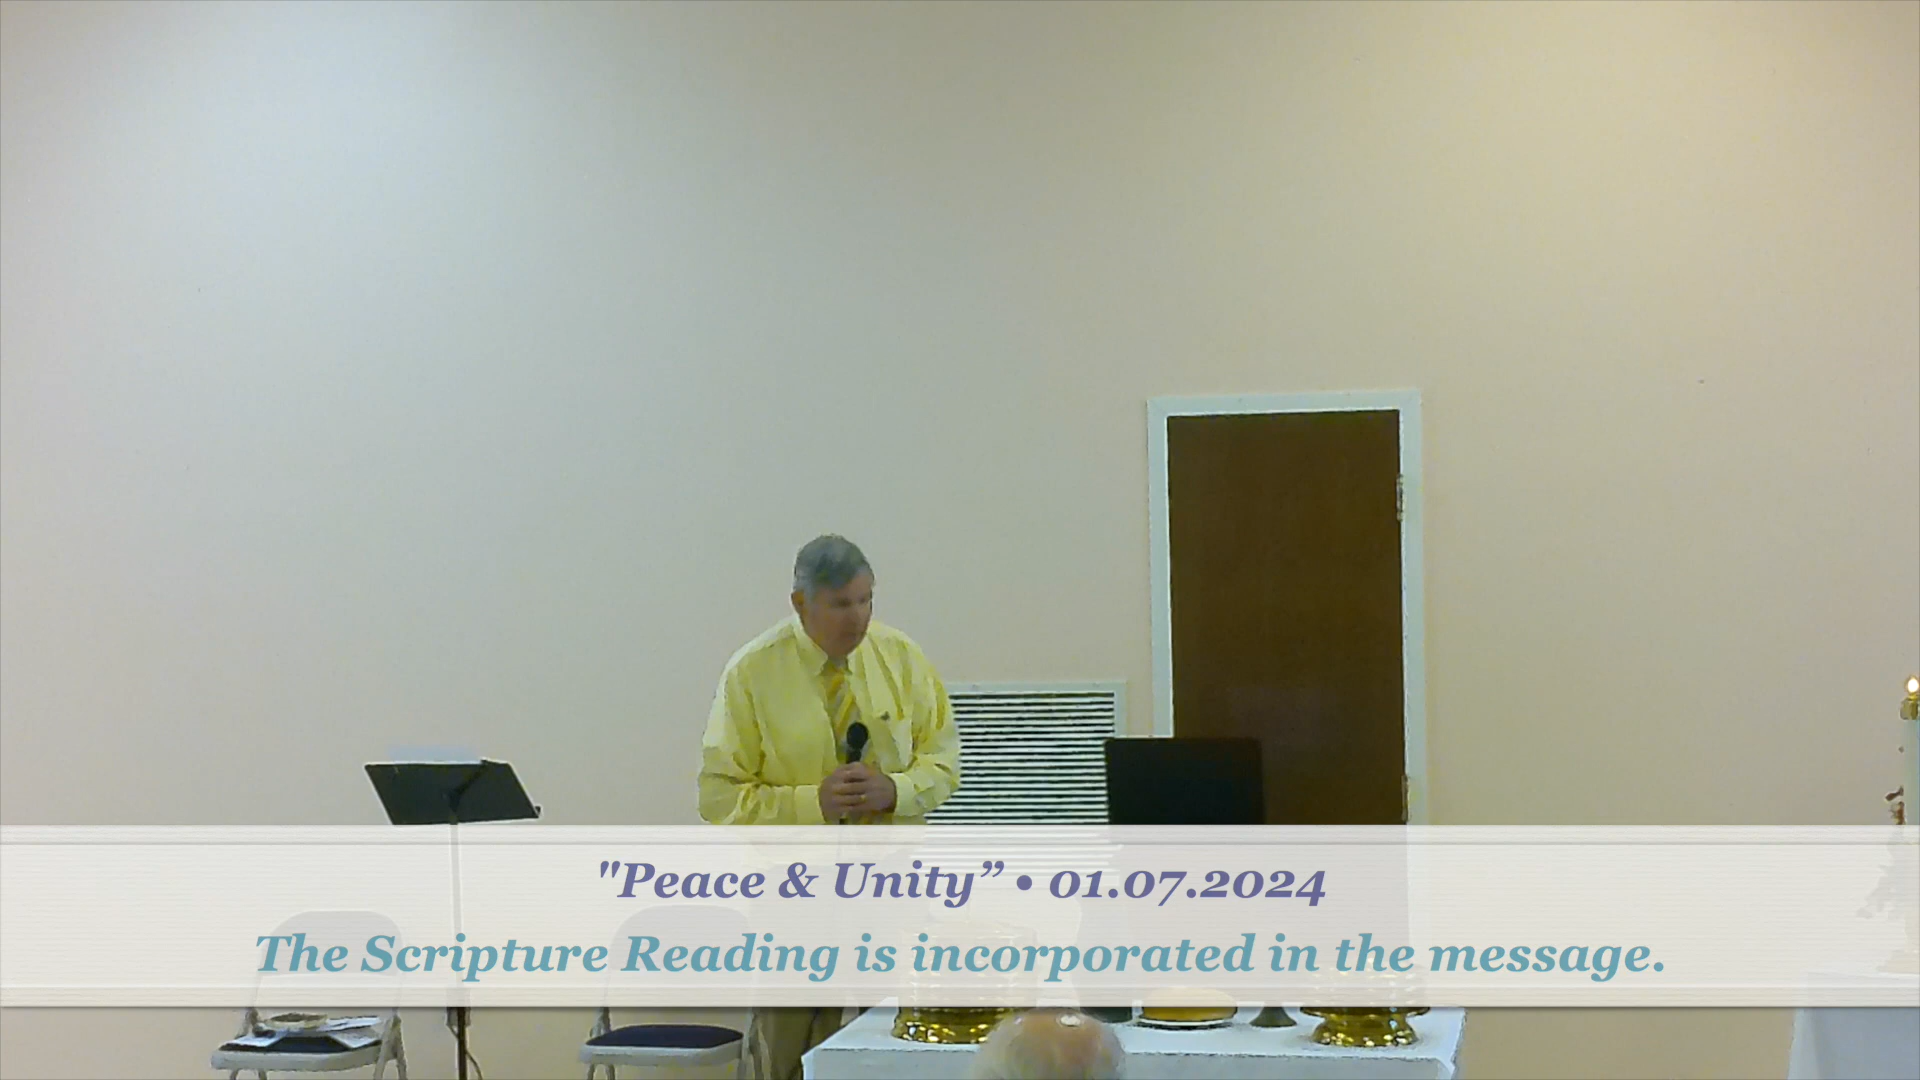 "Peace & Unity” • 01.07.2024
The Scripture Reading is incorporated in the message.